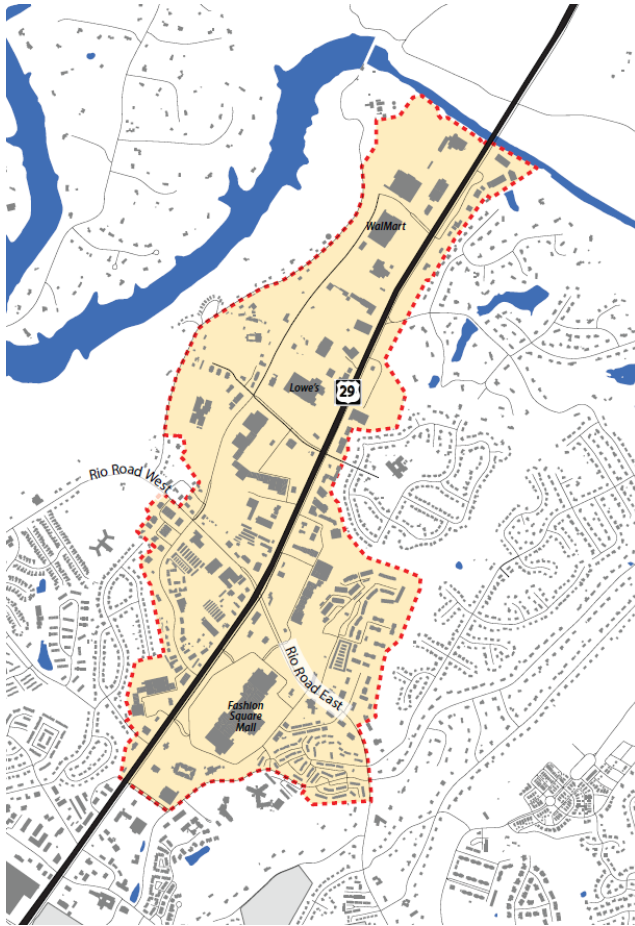 WalMart
Lowe's
29
Rio Road West
Rio Road East
Fashion
Square
Mall